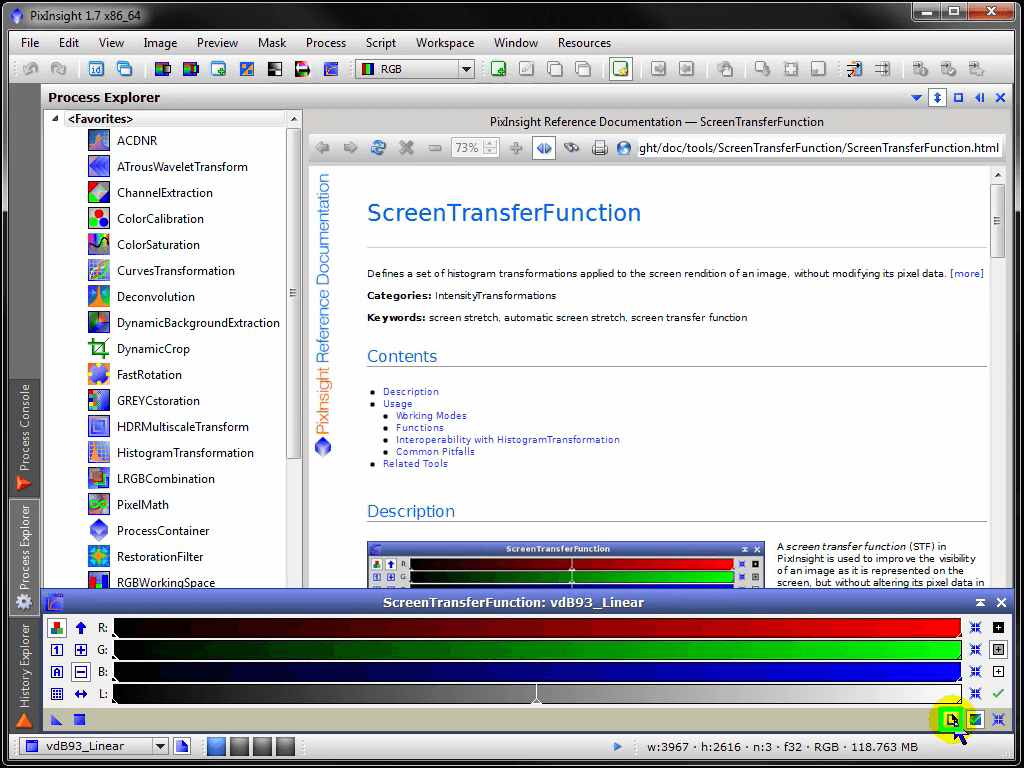 PixInsight 1.7 x86_64
File Edit View Image Preview Mask Process Script Workspace Window Resources
id RGB
Process Explorer
<Favorites>
ACDNR
ATrousWaveletTransform
ChannelExtraction
ColorCalibration
ColorSaturation
CurvesTransformation
Deconvolution
DynamicBackgroundExtraction
DynamicCrop
FastRotation
GREYCstoration
HDRMultiscaleTransform
HistogramTransformation
LRGBCombination
PixelMath
ProcessContainer
RestorationFilter
RGBWorkingSpace
Process Console
Process Explorer
History Explorer
PixInsight Reference Documentation — ScreenTransferFunction
73% ght/doc/tools/ScreenTransferFunction/ScreenTransferFunction.html
PixInsight Reference Documentation
ScreenTransferFunction
Defines a set of histogram transformations applied to the screen rendition of an image, without modifying its pixel data. [more]
Categories: IntensityTransformations
Keywords: screen stretch, automatic screen stretch, screen transfer function
Contents
Description
Usage
Working Modes
Functions
Interoperability with HistogramTransformation
Common Pitfalls
Related Tools
Description
ScreenTransferFunction
R:
1 G:
A screen transfer function (STF) in
PixInsight is used to improve the visibility
of an image as it is represented on the
screen, but without altering its pixel data in
ScreenTransferFunction: vdB93_Linear
R:
1 G:
A B:
L:
vdB93_Linear
w:3967 · h:2616 · n:3 · f32 · RGB · 118.763 MB